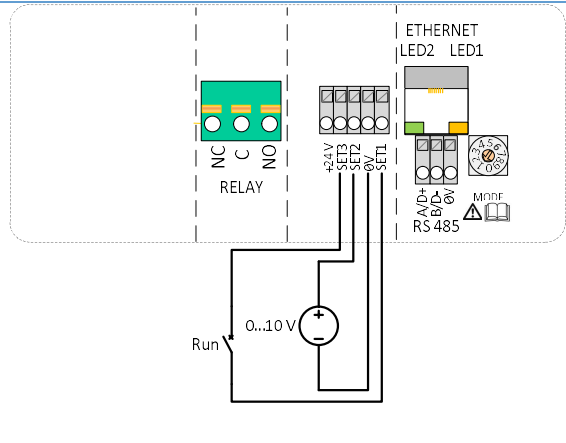 ETHERNET
LED2 LED1
NC
C
NO
RELAY
+24 V
SET3
SET2
0V
SET1
A/D+
B/D-
0V
RS 485
MODE
0...10 V
+
−
Run